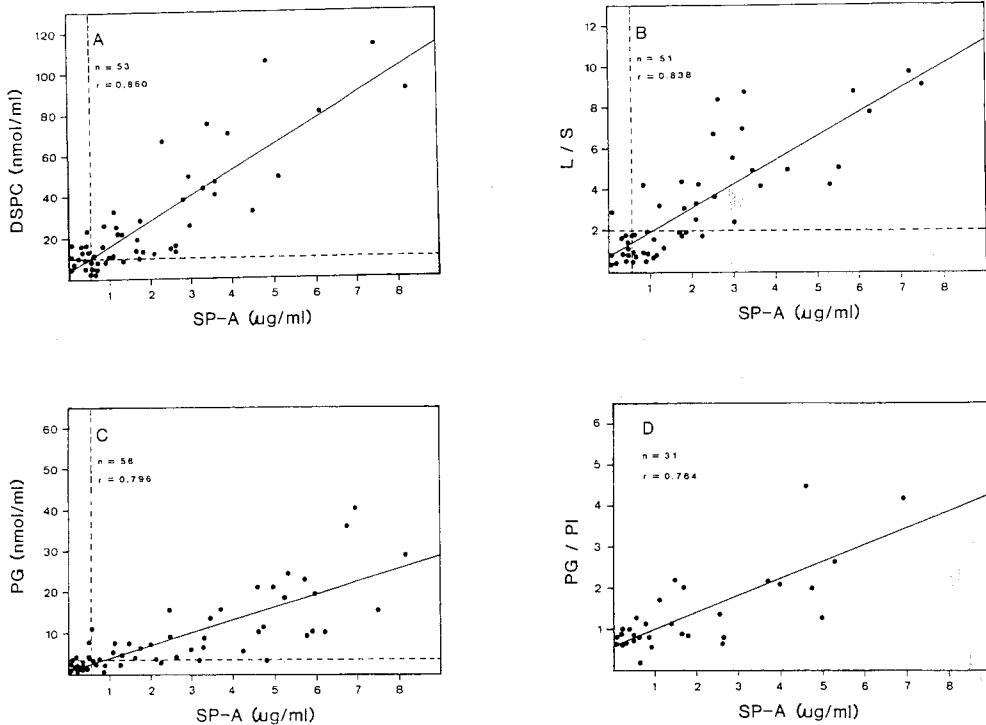 A
n = 53
r = 0.860
DSPC (nmol/ml)
120
100
80
60
40
20
1 2 3 4 5 6 7 8
SP-A (µg/ml)
B
n = 51
r = 0.838
L / S
12
10
8
6
4
2
1 2 3 4 5 6 7 8
SP-A (µg/ml)
C
n = 56
r = 0.796
PG (nmol/ml)
60
50
40
30
20
10
1 2 3 4 5 6 7 8
SP-A (µg/ml)
D
n = 31
r = 0.764
PG / PI
6
5
4
3
2
1
1 2 3 4 5 6 7 8
SP-A (µg/ml)